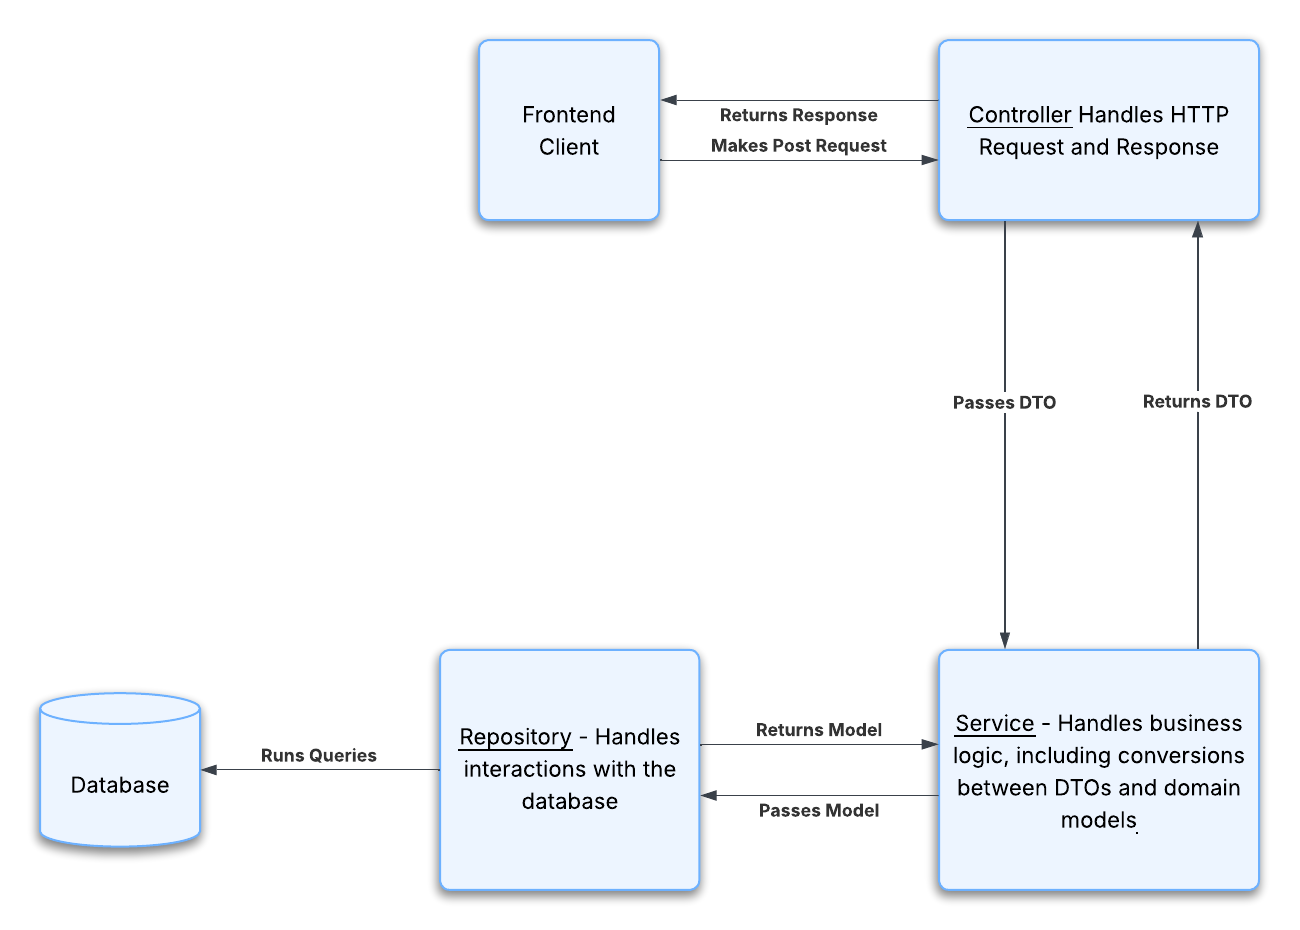 Frontend
Client
Returns Response
Makes Post Request
Controller Handles HTTP
Request and Response
Passes DTO
Returns DTO
Database
Runs Queries
Repository - Handles
interactions with the
database
Returns Model
Passes Model
Service - Handles business
logic, including conversions
between DTOs and domain
models.